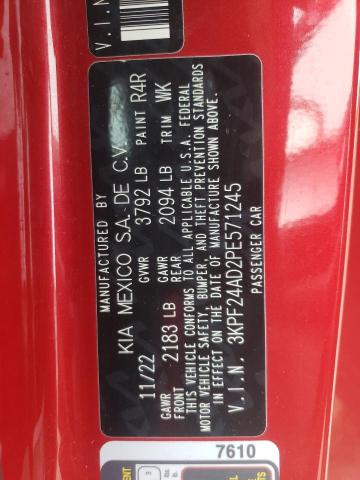 V.I.N.
MANUFACTURED BY
KIA MEXICO S.A. DE C.V.
11/22 GVWR 3792 LB PAINT R4R
GAWR FRONT 2183 LB GAWR REAR 2094 LB TRIM WK
THIS VEHICLE CONFORMS TO ALL APPLICABLE U.S.A. FEDERAL
MOTOR VEHICLE SAFETY, BUMPER, AND THEFT PREVENTION STANDARDS
IN EFFECT ON THE DATE OF MANUFACTURE SHOWN ABOVE.
V.I.N. 3KPF24AD2PE571245
PASSENGER CAR
7610